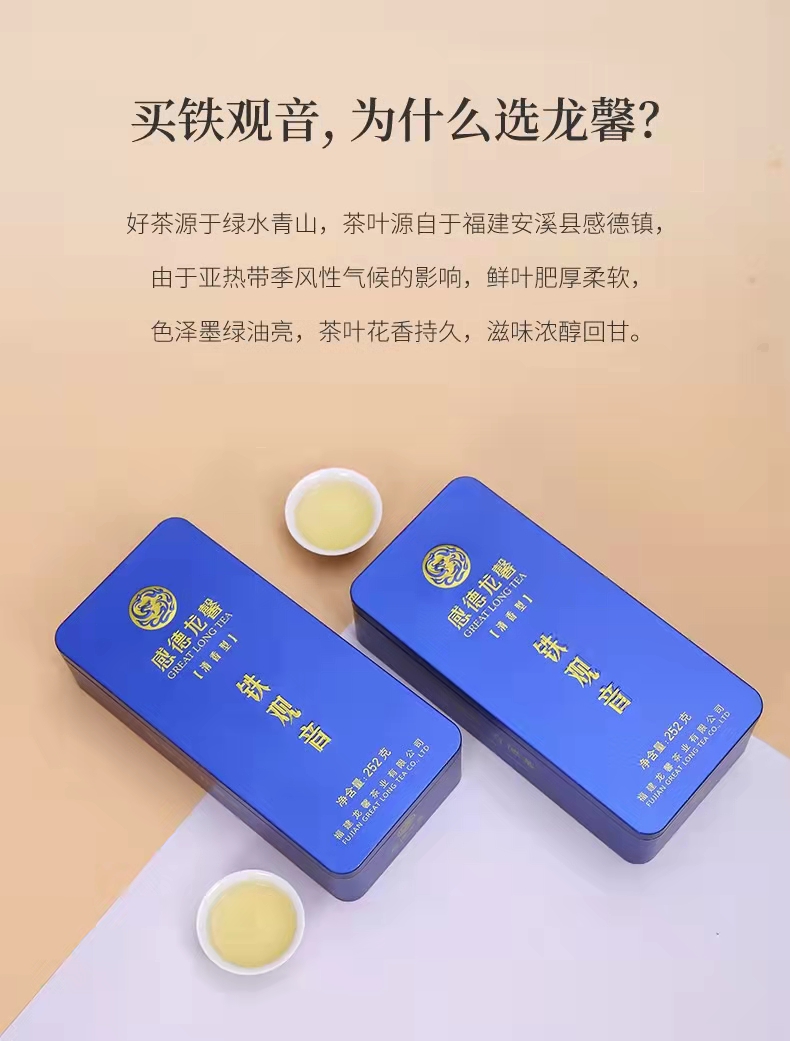 买铁观音，为什么选龙馨？
好茶源于绿水青山，茶叶源自于福建安溪县感德镇，
由于亚热带季风性气候的影响，鲜叶肥厚柔软，
色泽墨绿油亮，茶叶花香持久，滋味浓醇回甘。
感德龙馨
GREAT LONG TEA
【清香型】
铁观音
净含量：252克
福建龙馨茶业有限公司
FUJIAN GREAT LONG TEA CO., LTD
感德龙馨
GREAT LONG TEA
【清香型】
铁观音
净含量：252克
福建龙馨茶业有限公司
FUJIAN GREAT LONG TEA CO., LTD